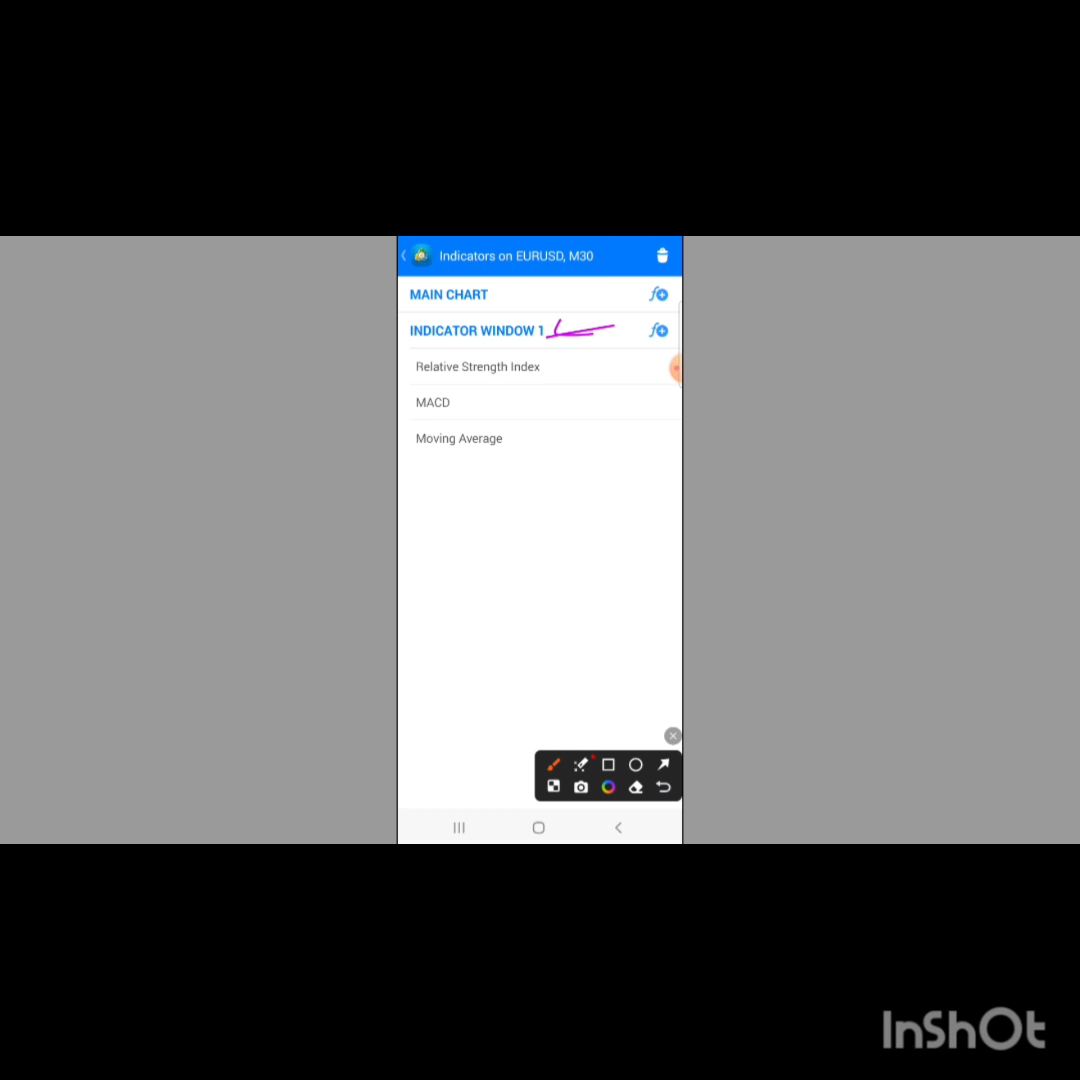 Indicators on EURUSD, M30
MAIN CHART
INDICATOR WINDOW 1
Relative Strength Index
MACD
Moving Average
InShOt